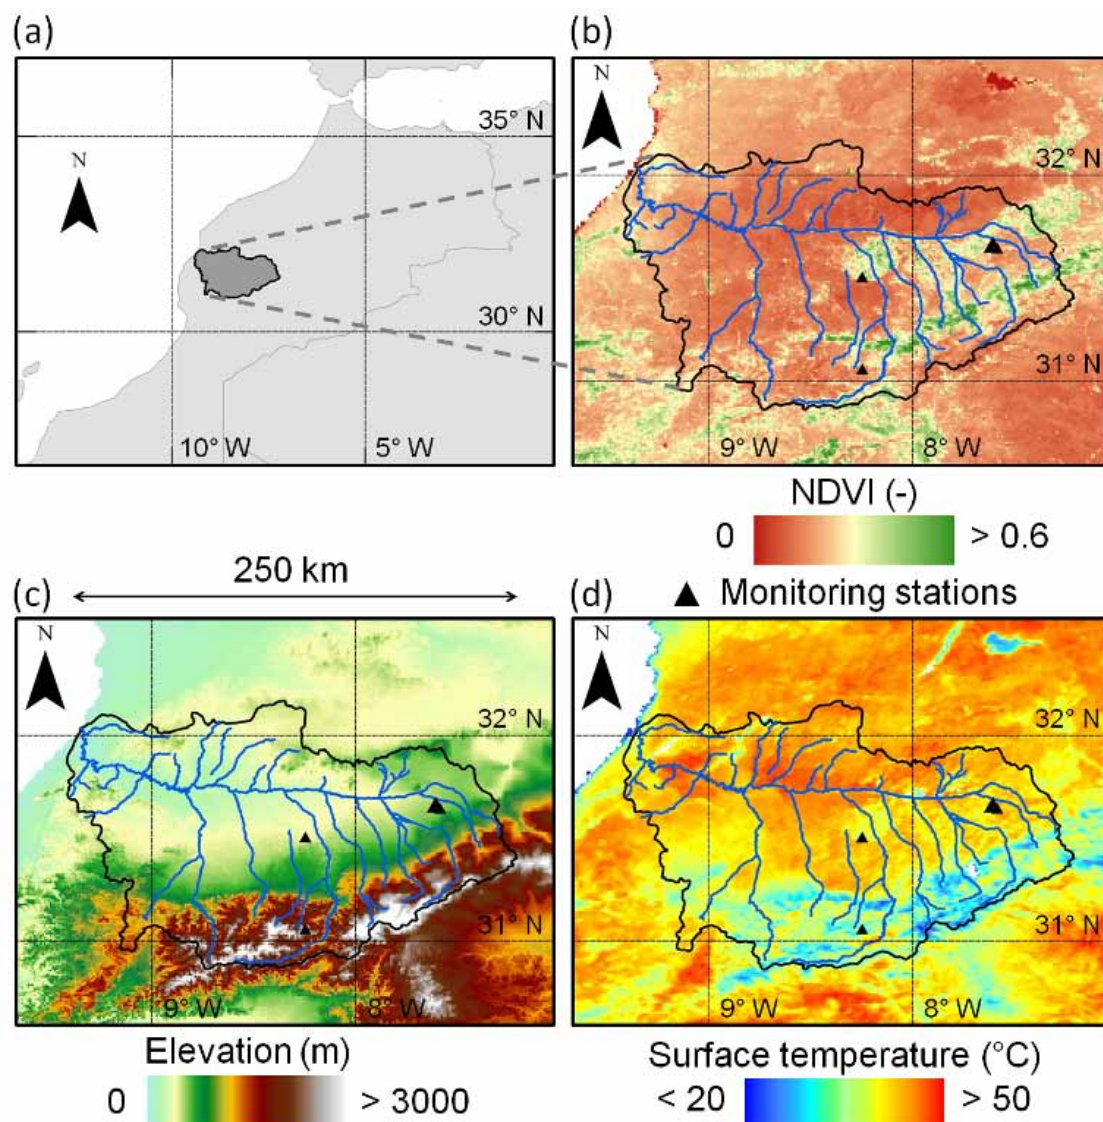 (a)
(b)
N
35° N
30° N
10° W
5° W
N
32° N
31° N
9° W
8° W
NDVI (-)
0
> 0.6
250 km
▲ Monitoring stations
(c)
(d)
N
32° N
31° N
9° W
8° W
Elevation (m)
0
> 3000
N
32° N
31° N
9° W
8° W
Surface temperature (°C)
< 20
> 50